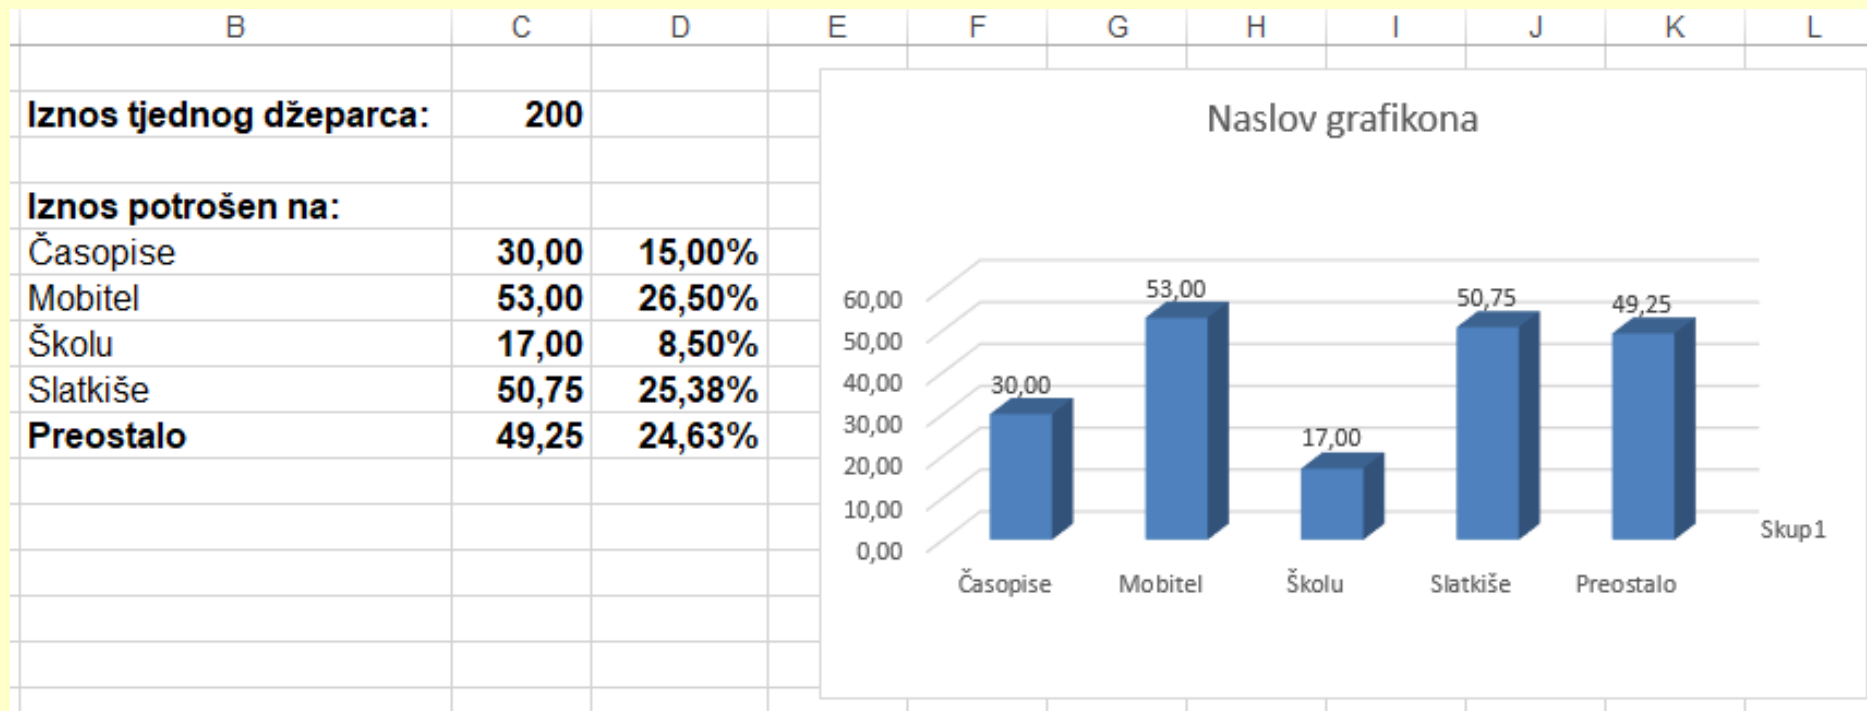 B C D E F G H I J K L
Iznos tjednog džeparca: 200
Iznos potrošen na:
Časopise 30,00 15,00%
Mobitel 53,00 26,50%
Školu 17,00 8,50%
Slatkiše 50,75 25,38%
Preostalo 49,25 24,63%
Naslov grafikona
60,00
50,00
40,00
30,00
20,00
10,00
0,00
30,00
53,00
17,00
50,75
49,25
Časopise Mobitel Školu Slatkiše Preostalo
Skup1